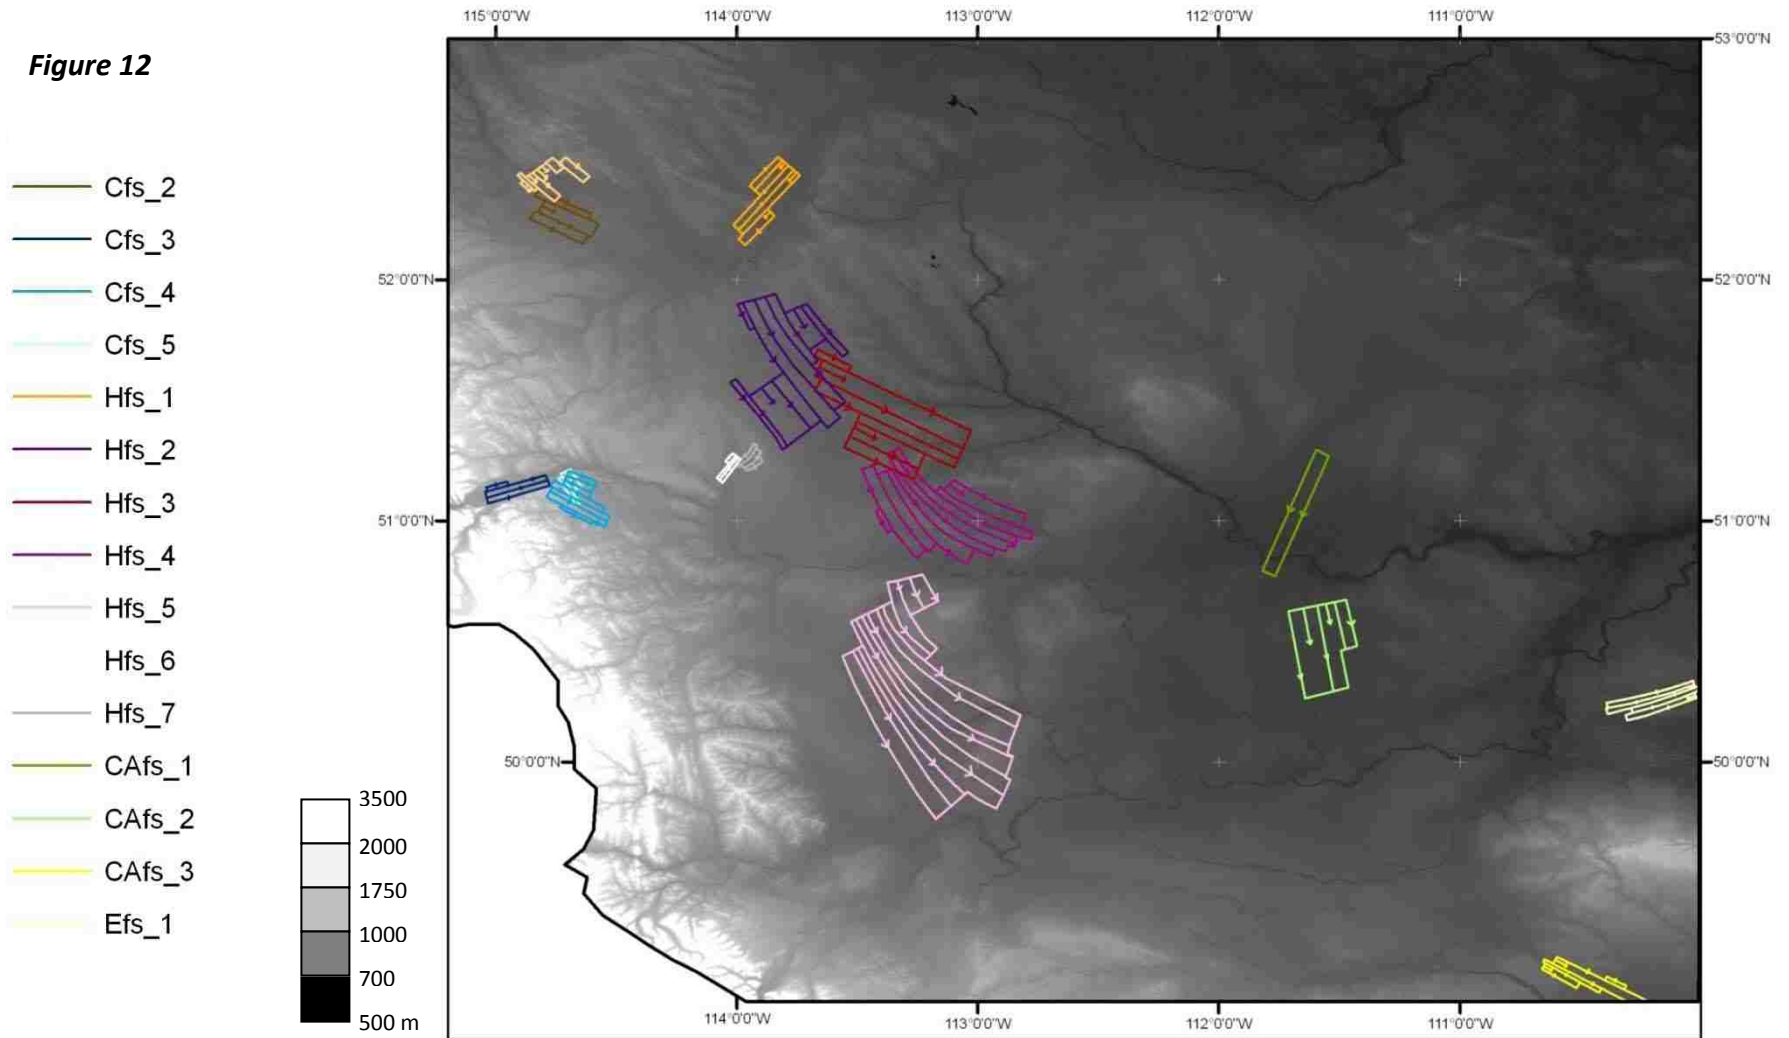 115°0'0"W 114°0'0"W 113°0'0"W 112°0'0"W 111°0'0"W
Figure 12
53°0'0"N
Cfs_2
Cfs_3
Cfs_4
Cfs_5
Hfs_1
Hfs_2
Hfs_3
Hfs_4
Hfs_5
Hfs_6
Hfs_7
CAfs_1
CAfs_2
CAfs_3
Efs_1
52°0'0"N 52°0'0"N
51°0'0"N 51°0'0"N
50°0'0"N 50°0'0"N
3500
2000
1750
1000
700
500 m
114°0'0"W 113°0'0"W 112°0'0"W 111°0'0"W